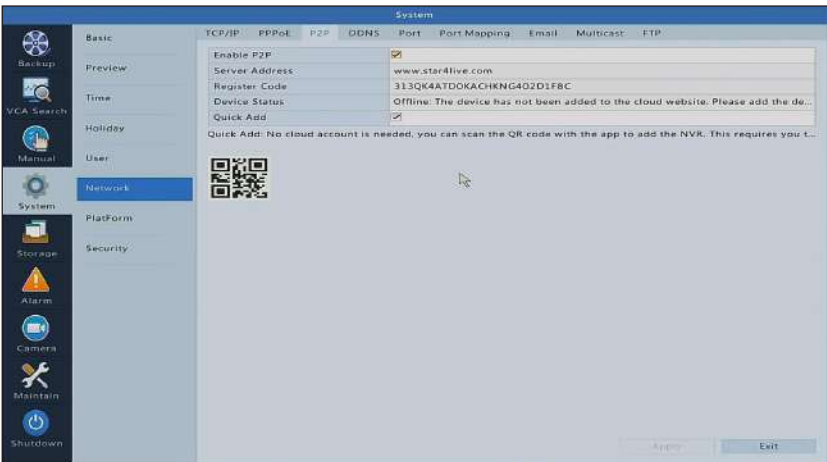 System
Backup
VCA Search
Manual
System
Storage
Alarm
Camera
Maintain
Shutdown
Basic
Preview
Time
Holiday
User
Network
PlatForm
Security
TCP/IP PPPoE P2P DDNS Port Port Mapping Email Multicast FTP
Enable P2P
Server Address www.star4live.com
Register Code 313QK4ATDOKACHKNG402D1F8C
Device Status Offline: The device has not been added to the cloud website. Please add the de...
Quick Add
Quick Add: No cloud account is needed, you can scan the QR code with the app to add the NVR. This requires you t...
Apply Exit